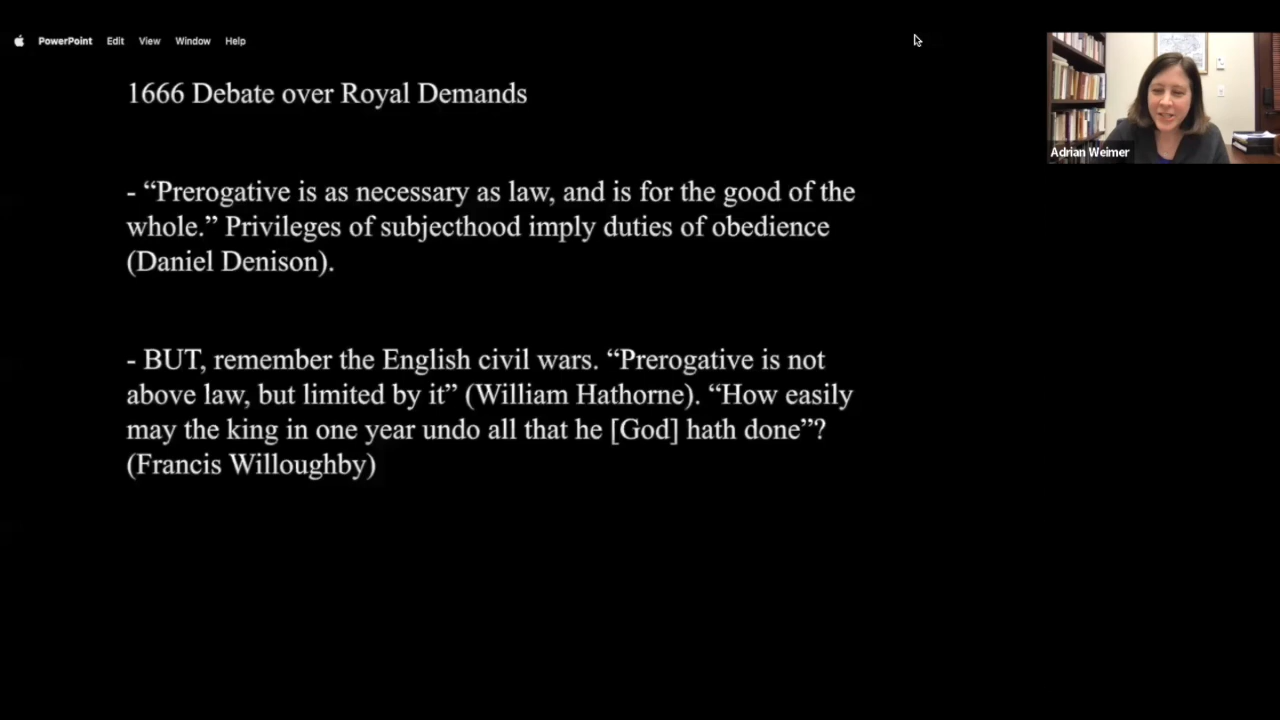 PowerPoint Edit View Window Help
1666 Debate over Royal Demands
Adrian Weimer
- “Prerogative is as necessary as law, and is for the good of the
whole.” Privileges of subjecthood imply duties of obedience
(Daniel Denison).
- BUT, remember the English civil wars. “Prerogative is not
above law, but limited by it” (William Hathorne). “How easily
may the king in one year undo all that he [God] hath done”?
(Francis Willoughby)